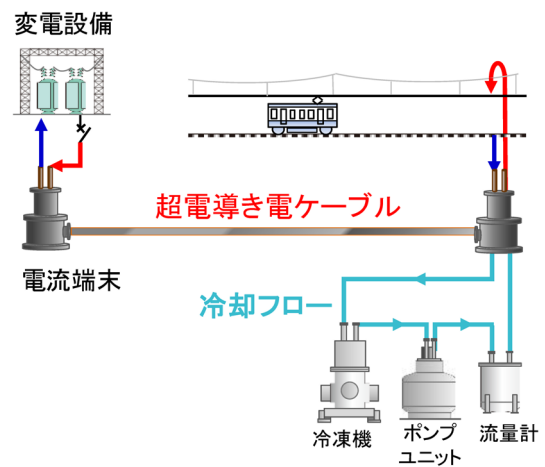 変電設備
超電導き電ケーブル
電流端末
冷却フロー
冷凍機
ポンプ
ユニット
流量計